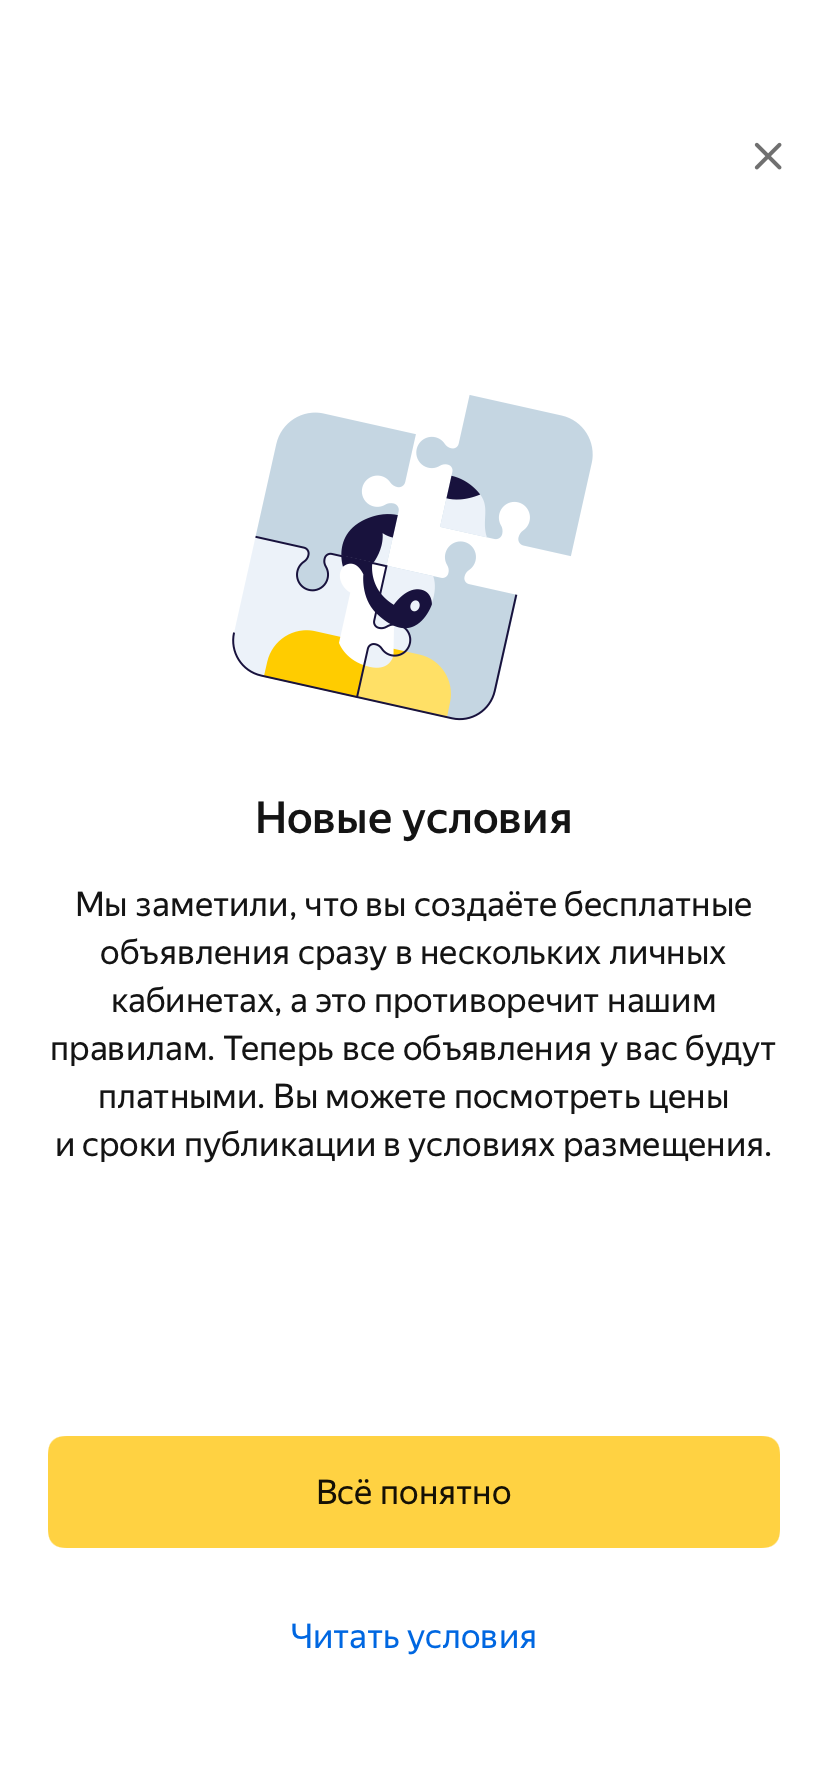 Новые условия
Мы заметили, что вы создаёте бесплатные
объявления сразу в нескольких личных
кабинетах, а это противоречит нашим
правилам. Теперь все объявления у вас будут
платными. Вы можете посмотреть цены
и сроки публикации в условиях размещения.
Всё понятно
Читать условия